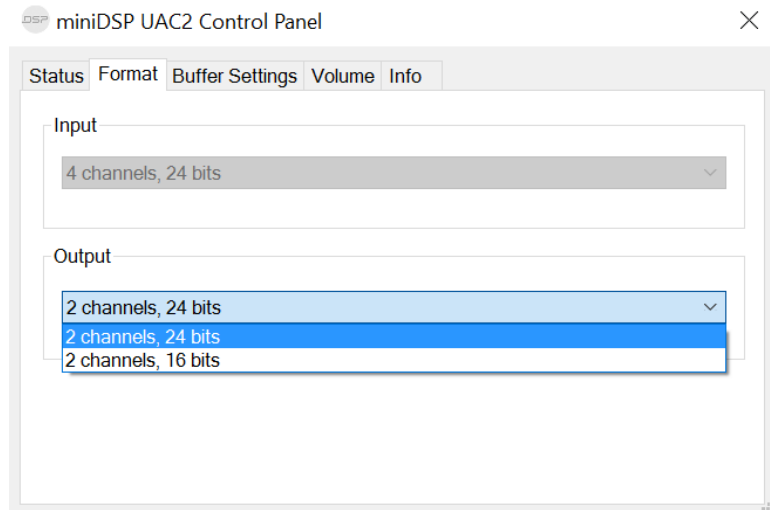 DSP miniDSP UAC2 Control Panel
Status Format Buffer Settings Volume Info
Input
4 channels, 24 bits
Output
2 channels, 24 bits
2 channels, 24 bits
2 channels, 16 bits